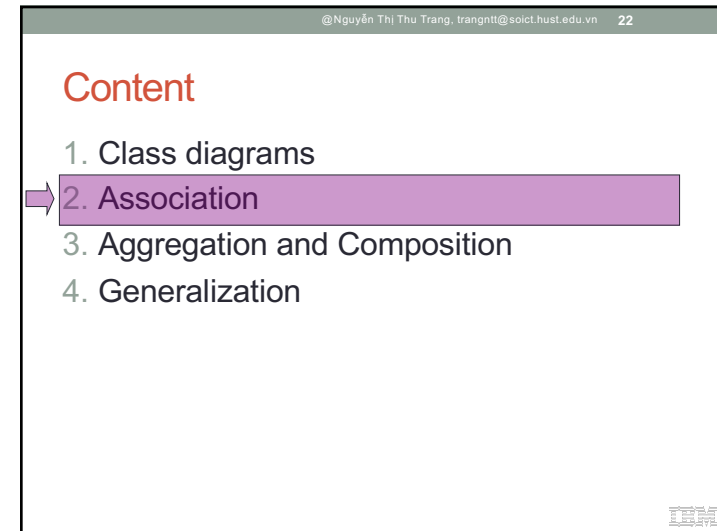 @Nguyễn Thị Thu Trang, trangntt@soict.hust.edu.vn 22
Content
1. Class diagrams
2. Association
3. Aggregation and Composition
4. Generalization
IBM